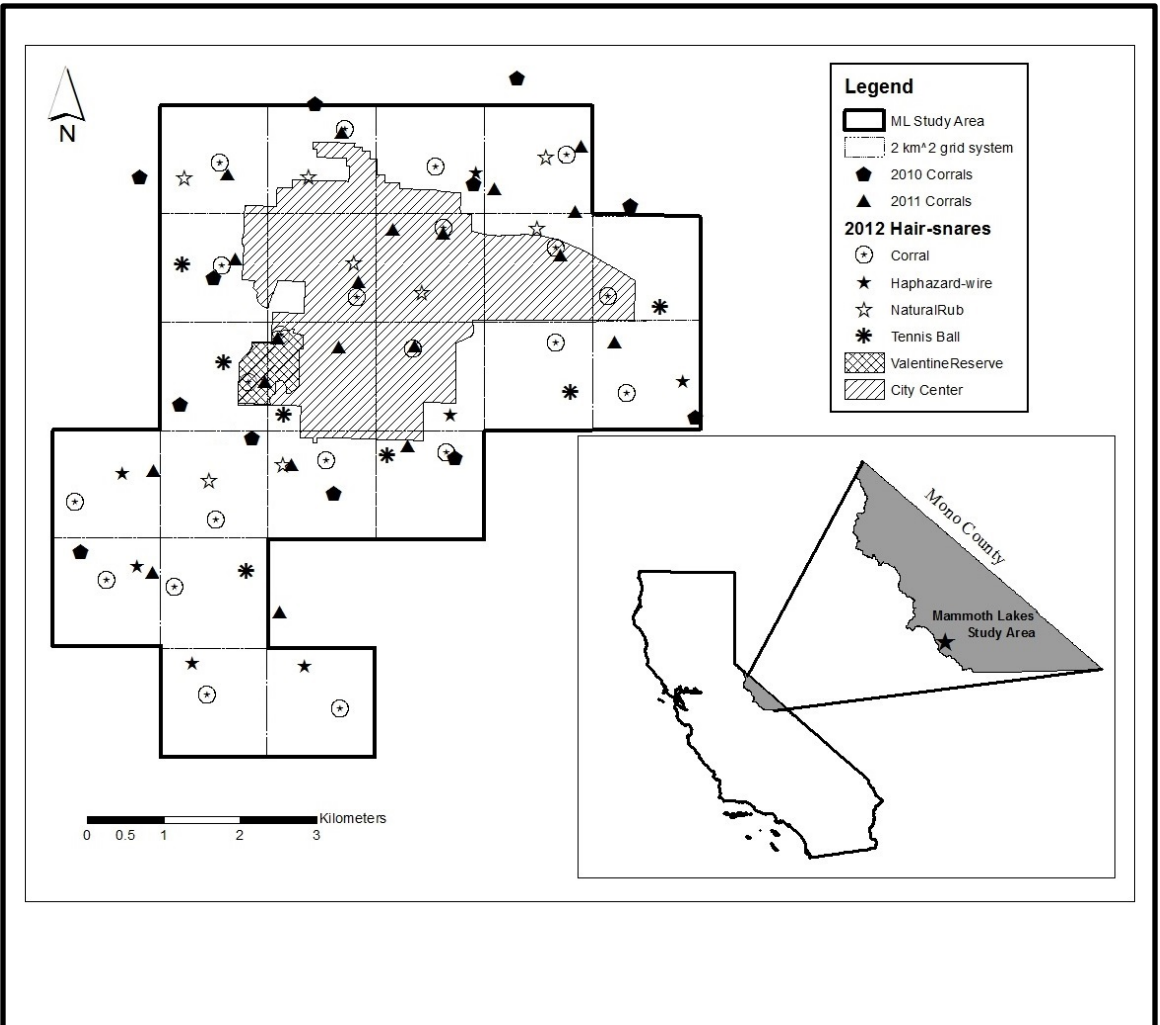 N
Legend
ML Study Area
2 km^2 grid system
2010 Corrals
2011 Corrals
2012 Hair-snares
Corral
Haphazard-wire
NaturalRub
Tennis Ball
ValentineReserve
City Center
Mono County
Mammoth Lakes
Study Area
Kilometers
0 0.5 1 2 3